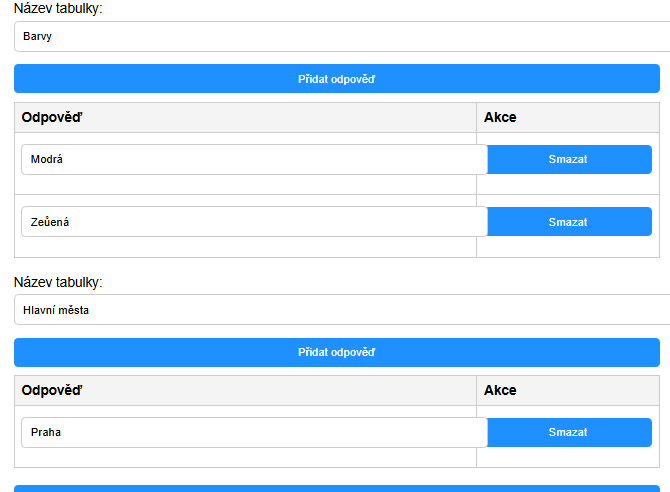 Název tabulky:
Barvy
Přidat odpověď
Odpověď Akce
Modrá Smazat
Zeůená Smazat
Název tabulky:
Hlavní města
Přidat odpověď
Odpověď Akce
Praha Smazat